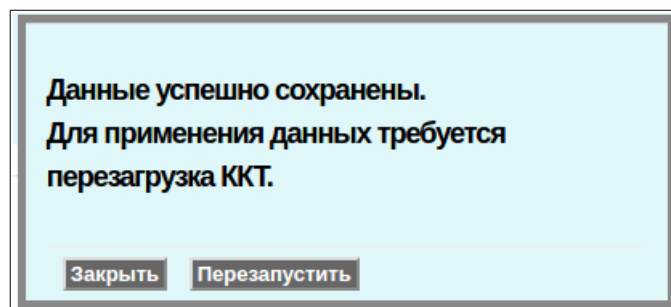 Данные успешно сохранены.
Для применения данных требуется
перезагрузка ККТ.
Закрыть Перезапустить